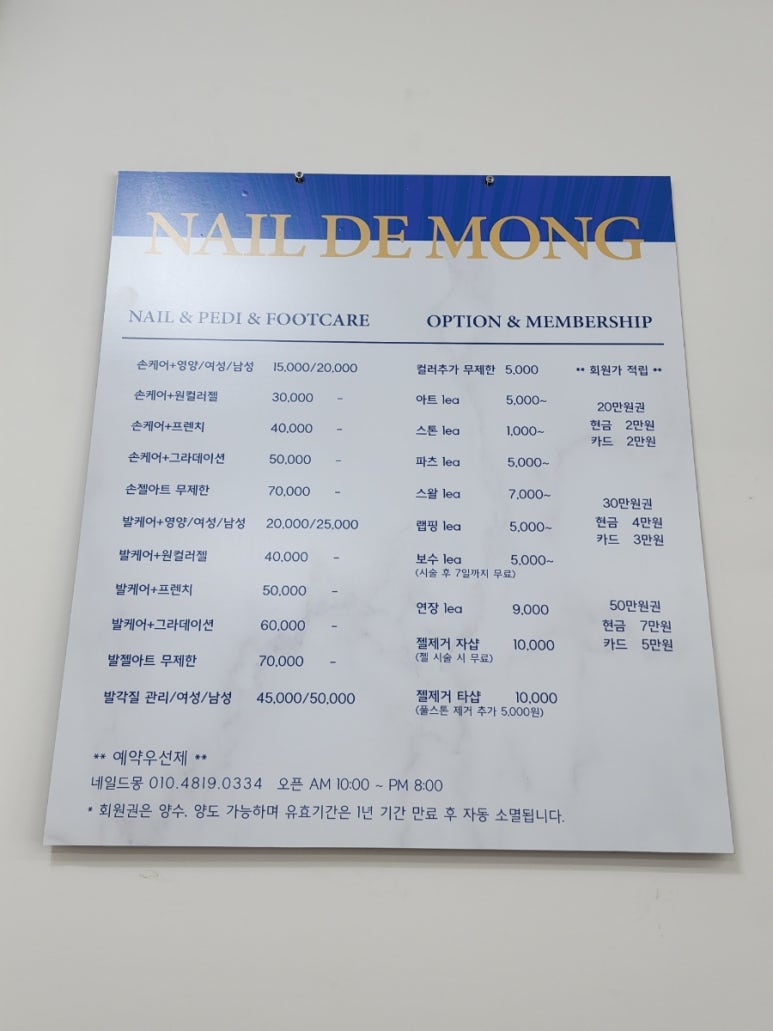 NAIL DE MONG
NAIL & PEDI & FOOTCARE
손케어+영양/여성/남성 15,000/20,000
손케어+원컬러젤 30,000 -
손케어+프렌치 40,000 -
손케어+그라데이션 50,000 -
손젤아트 무제한 70,000 -
발케어+영양/여성/남성 20,000/25,000
발케어+원컬러젤 40,000 -
발케어+프렌치 50,000 -
발케어+그라데이션 60,000 -
발젤아트 무제한 70,000 -
발각질 관리/여성/남성 45,000/50,000
OPTION & MEMBERSHIP
컬러추가 무제한 5,000
아트 1ea 5,000~
스톤 1ea 1,000~
파츠 1ea 5,000~
스왈 1ea 7,000~
랩핑 1ea 5,000~
보수 1ea 5,000~
(시술 후 7일까지 무료)
연장 1ea 9,000
젤제거 자샵 10,000
(젤 시술 시 무료)
젤제거 타샵 10,000
(풀스톤 제거 추가 5,000원)
** 회원가 적립 **
20만원권
현금 2만원
카드 2만원
30만원권
현금 4만원
카드 3만원
50만원권
현금 7만원
카드 5만원
** 예약우선제 **
네일드몽 010.4819.0334 오픈 AM 10:00 ~ PM 8:00
* 회원권은 양수, 양도 가능하며 유효기간은 1년 기간 만료 후 자동 소멸됩니다.